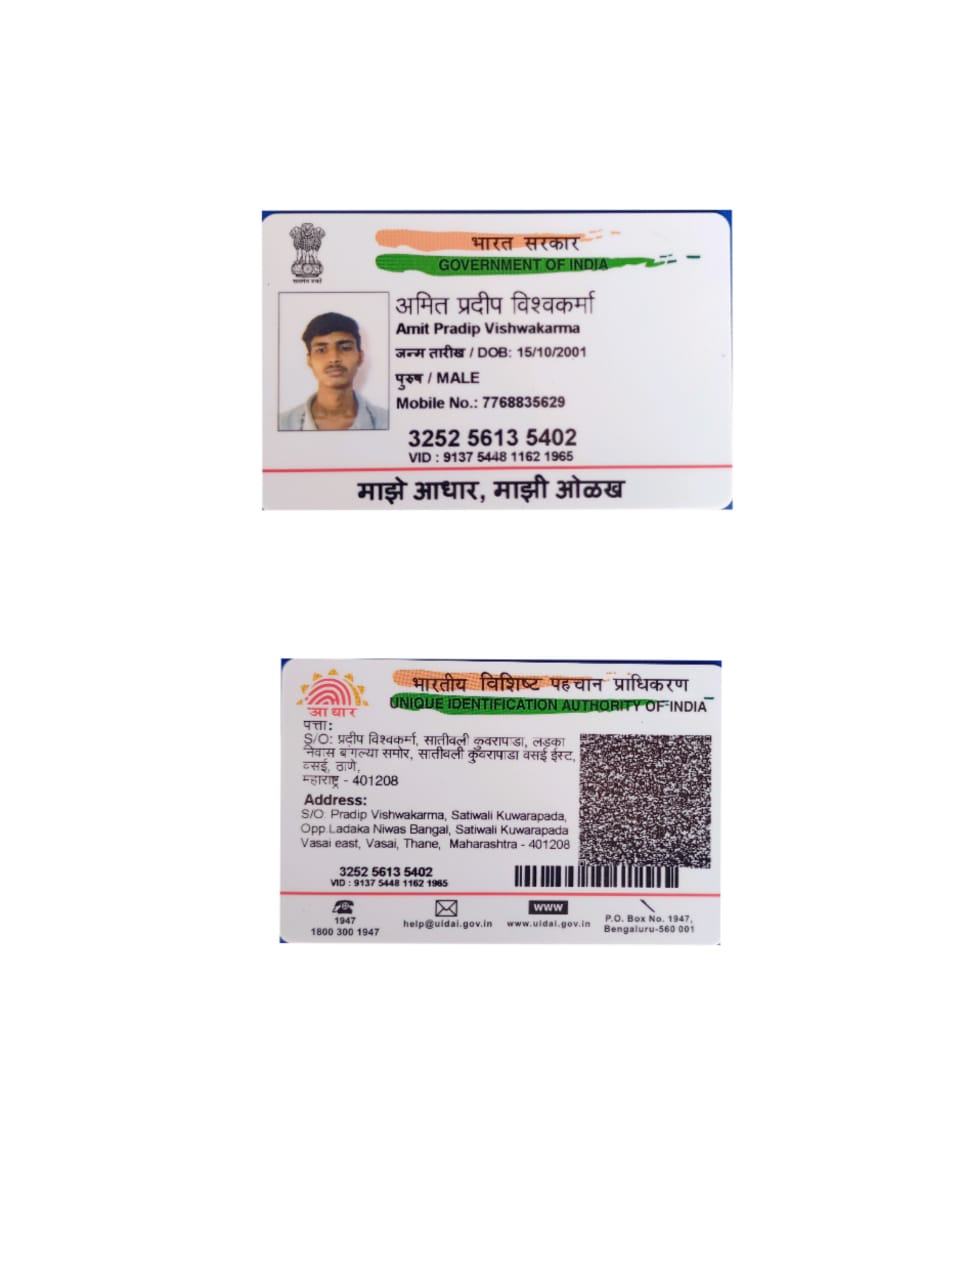 भारत सरकार
GOVERNMENT OF INDIA
सत्यमेव जयते
अमित प्रदीप विश्वकर्मा
Amit Pradip Vishwakarma
जन्म तारीख / DOB: 15/10/2001
पुरुष / MALE
Mobile No.: 7768835629
3252 5613 5402
VID : 9137 5448 1162 1965
माझे आधार, माझी ओळख
भारतीय विशिष्ट पहचान प्राधिकरण
UNIQUE IDENTIFICATION AUTHORITY OF INDIA
आधार
पत्ता:
S/O: प्रदीप विश्वकर्मा, सातीवली कुवरापाडा, लडका
निवास बंगल्या समोर, सातीवली कुवरापाडा वसई ईस्ट,
वसई, ठाणे,
म्हाराष्ट्र - 401208
Address:
S/O: Pradip Vishwakarma, Satiwali Kuwarapada,
Opp.Ladaka Niwas Bangal, Satiwali Kuwarapada
Vasai east, Vasai, Thane, Maharashtra - 401208
3252 5613 5402
VID : 9137 5448 1162 1965
1947
1800 300 1947
help@uidai.gov.in
www
www.uidai.gov.in
P.O. Box No. 1947,
Bengaluru-560 001